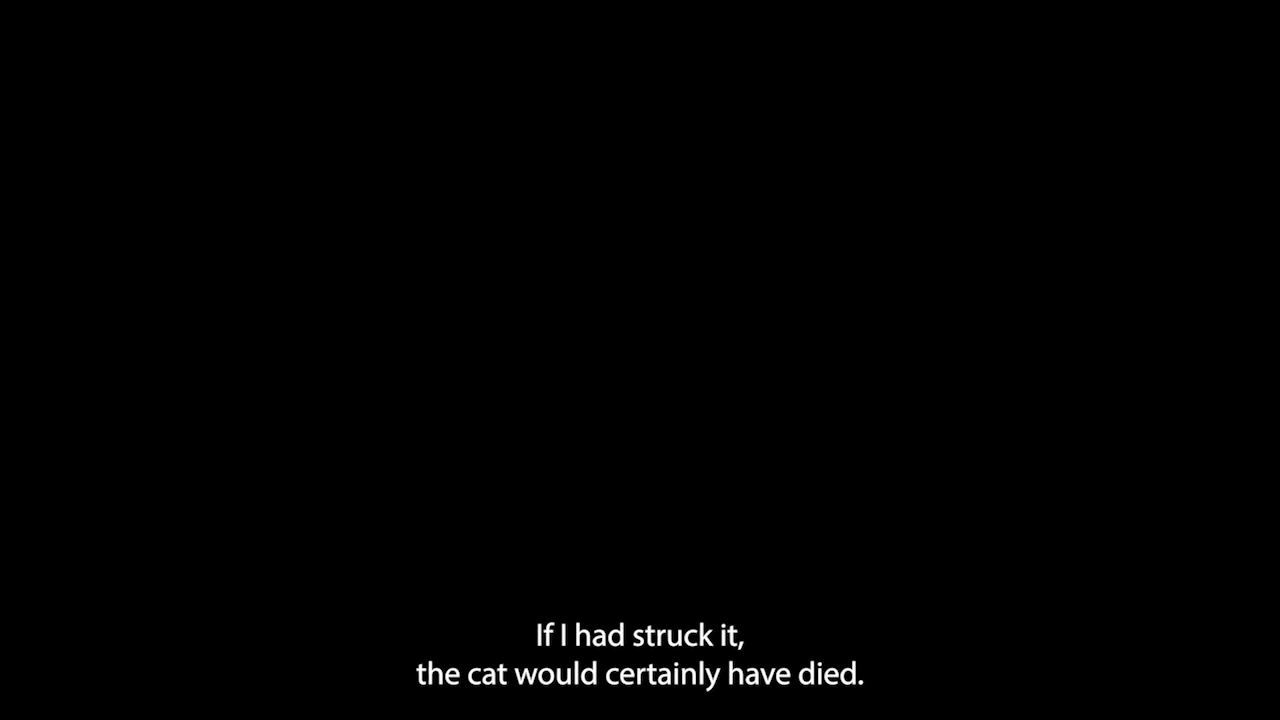 If I had struck it,
the cat would certainly have died.